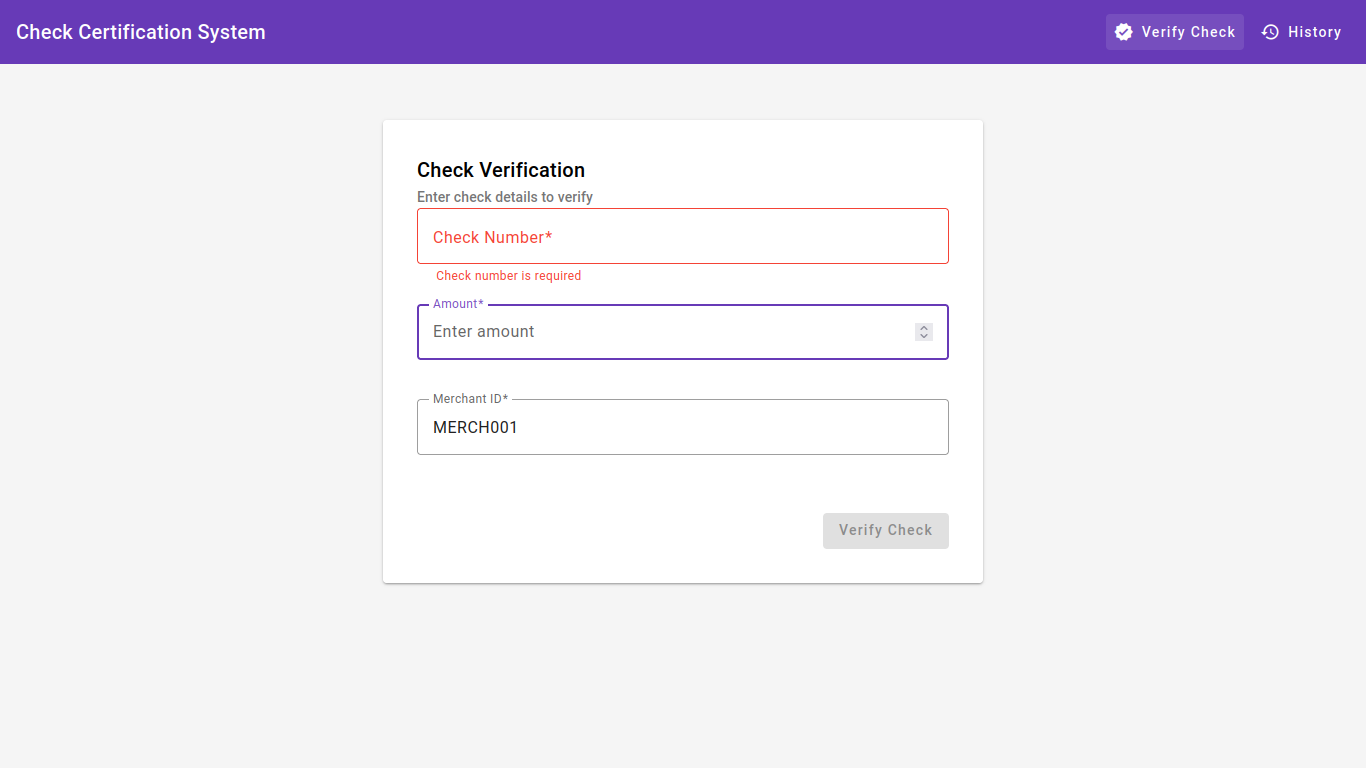 Check Certification System
Verify Check
History
Check Verification
Enter check details to verify
Check Number*
Check number is required
Amount*
Enter amount
Merchant ID*
MERCH001
Verify Check